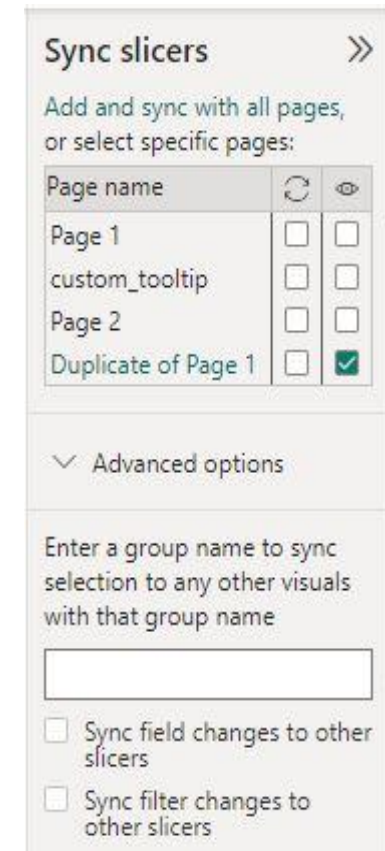 Sync slicers
Add and sync with all pages,
or select specific pages:
Page name
Page 1
custom_tooltip
Page 2
Duplicate of Page 1
Advanced options
Enter a group name to sync
selection to any other visuals
with that group name
Sync field changes to other
slicers
Sync filter changes to
other slicers